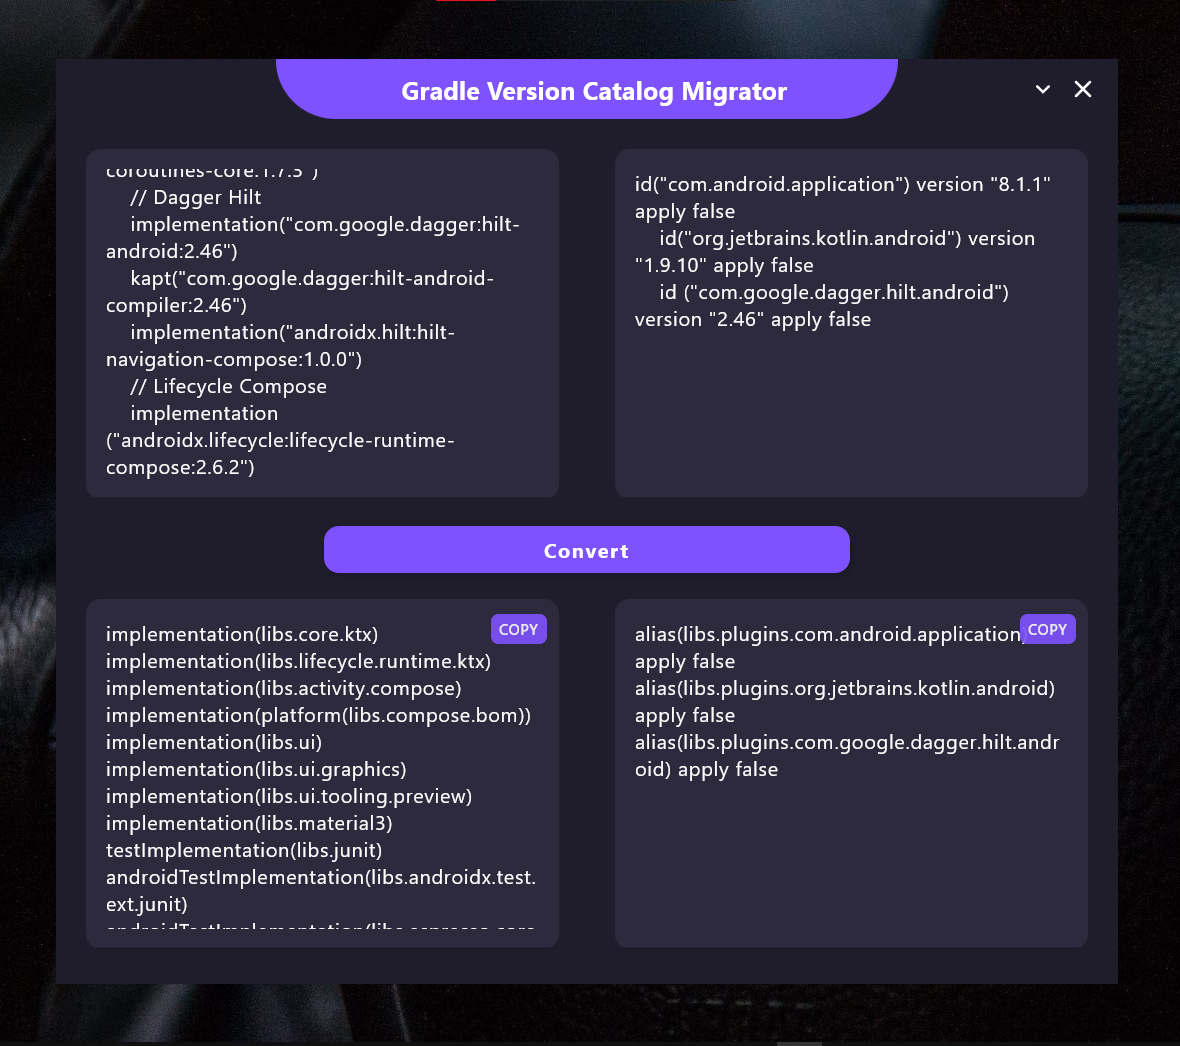 Gradle Version Catalog Migrator
coroutines-core:1.7.3")
// Dagger Hilt
implementation("com.google.dagger:hilt-
android:2.46")
kapt("com.google.dagger:hilt-android-
compiler:2.46")
implementation("androidx.hilt:hilt-
navigation-compose:1.0.0")
// Lifecycle Compose
implementation
("androidx.lifecycle:lifecycle-runtime-
compose:2.6.2")
id("com.android.application") version "8.1.1"
apply false
id("org.jetbrains.kotlin.android") version
"1.9.10" apply false
id ("com.google.dagger.hilt.android")
version "2.46" apply false
Convert
COPY
implementation(libs.core.ktx)
implementation(libs.lifecycle.runtime.ktx)
implementation(libs.activity.compose)
implementation(platform(libs.compose.bom))
implementation(libs.ui)
implementation(libs.ui.graphics)
implementation(libs.ui.tooling.preview)
implementation(libs.material3)
testImplementation(libs.junit)
androidTestImplementation(libs.androidx.test.
ext.junit)
androidTestImplementation(libs.espresso.core
COPY
alias(libs.plugins.com.android.application)
apply false
alias(libs.plugins.org.jetbrains.kotlin.android)
apply false
alias(libs.plugins.com.google.dagger.hilt.andr
oid) apply false